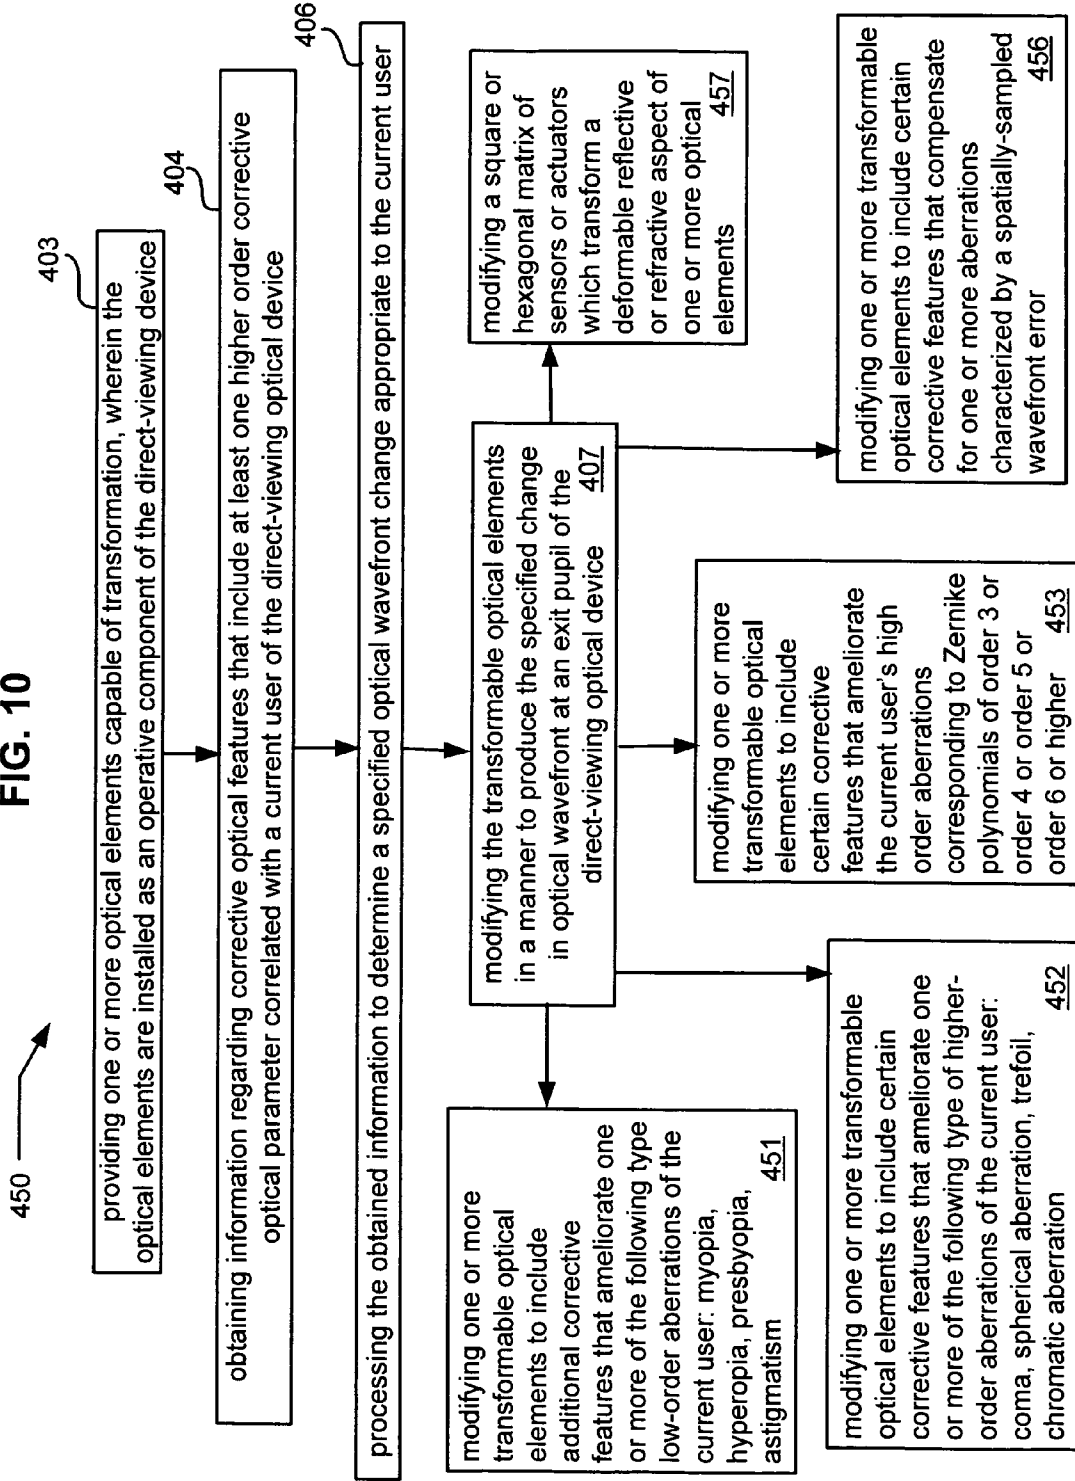 FIG. 10
450
403
providing one or more optical elements capable of transformation, wherein the
optical elements are installed as an operative component of the direct-viewing device
404
obtaining information regarding corrective optical features that include at least one higher order corrective
optical parameter correlated with a current user of the direct-viewing optical device
406
processing the obtained information to determine a specified optical wavefront change appropriate to the current user
modifying the transformable optical elements
in a manner to produce the specified change
in optical wavefront at an exit pupil of the
direct-viewing optical device 407
modifying one or more
transformable optical
elements to include
additional corrective
features that ameliorate one
or more of the following type
low-order aberrations of the
current user: myopia,
hyperopia, presbyopia,
astigmatism 451
modifying one or more transformable
optical elements to include certain
corrective features that ameliorate one
or more of the following type of higher-
order aberrations of the current user:
coma, spherical aberration, trefoil,
chromatic aberration 452
modifying one or more
transformable optical
elements to include
certain corrective
features that ameliorate
the current user's high
order aberrations
corresponding to Zernike
polynomials of order 3 or
order 4 or order 5 or
order 6 or higher 453
modifying a square or
hexagonal matrix of
sensors or actuators
which transform a
deformable reflective
or refractive aspect of
one or more optical
elements 457
modifying one or more transformable
optical elements to include certain
corrective features that compensate
for one or more aberrations
characterized by a spatially-sampled
wavefront error 456